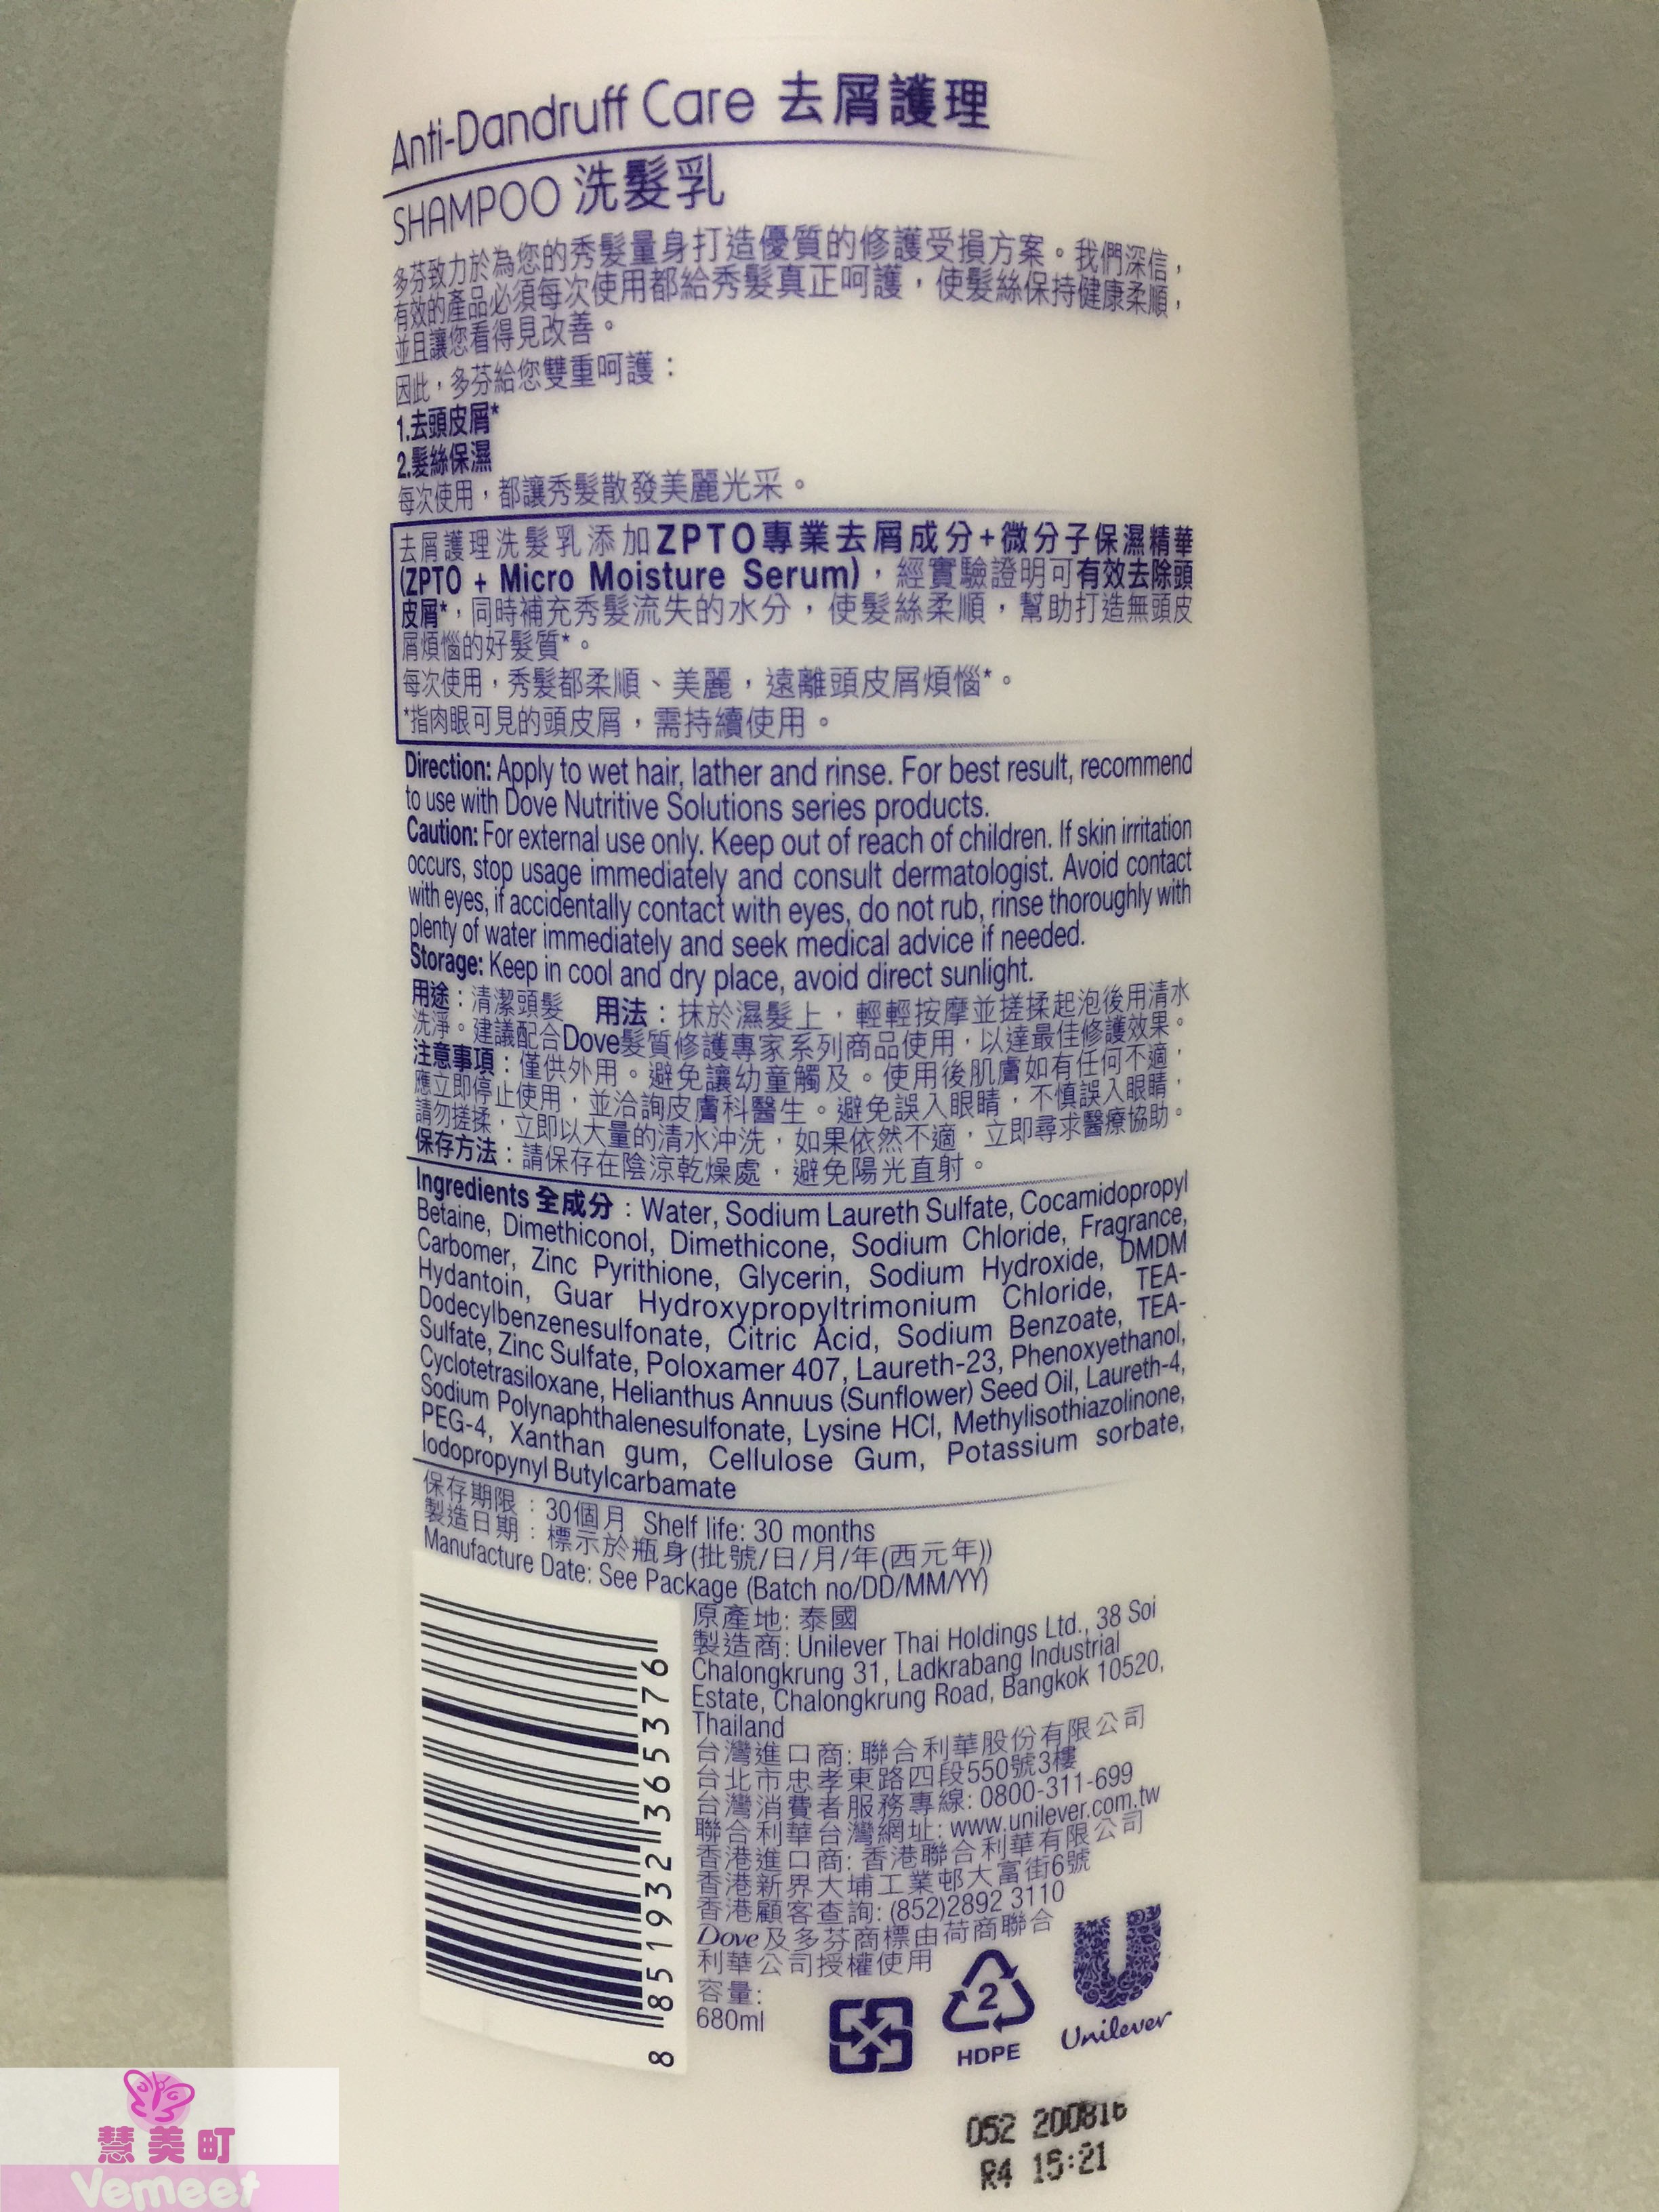 Anti-Dandruff Care 去屑護理
SHAMPOO 洗髮乳
多芬致力於為您的秀髮量身打造優質的修護受損方案。我們深信，
有效的產品必須每次使用都給秀髮真正呵護，使髮絲保持健康柔順，
並且讓您看得見改善。
因此，多芬給您雙重呵護：
1.去頭皮屑*
2.髮絲保濕
每次使用，都讓秀髮散發美麗光采。
去屑護理洗髮乳添加ZPTO專業去屑成分+微分子保濕精華
(ZPTO + Micro Moisture Serum)，經實驗證明可有效去除頭
皮屑*，同時補充秀髮流失的水分，使髮絲柔順，幫助打造無頭皮
屑煩惱的好髮質*。
每次使用，秀髮都柔順、美麗，遠離頭皮屑煩惱*。
*指肉眼可見的頭皮屑，需持續使用。
Direction: Apply to wet hair, lather and rinse. For best result, recommend
to use with Dove Nutritive Solutions series products.
Caution: For external use only. Keep out of reach of children. If skin irritation
occurs, stop usage immediately and consult dermatologist. Avoid contact
with eyes, if accidentally contact with eyes, do not rub, rinse thoroughly with
plenty of water immediately and seek medical advice if needed.
Storage: Keep in cool and dry place, avoid direct sunlight.
用途：清潔頭髮 用法：抹於濕髮上，輕輕按摩並搓揉起泡後用清水
洗淨。建議配合Dove髮質修護專家系列商品使用，以達最佳修護效果。
注意事項：僅供外用。避免讓幼童觸及。使用後肌膚如有任何不適，
應立即停止使用，並洽詢皮膚科醫生。避免誤入眼睛，不慎誤入眼睛，
請勿搓揉，立即以大量的清水沖洗，如果依然不適，立即尋求醫療協助。
保存方法：請保存在陰涼乾燥處，避免陽光直射。
Ingredients 全成分：Water, Sodium Laureth Sulfate, Cocamidopropyl
Betaine, Dimethiconol, Dimethicone, Sodium Chloride, Fragrance,
Carbomer, Zinc Pyrithione, Glycerin, Sodium Hydroxide, DMDM
Hydantoin, Guar Hydroxypropyltrimonium Chloride, TEA-
Dodecylbenzenesulfonate, Citric Acid, Sodium Benzoate, TEA-
Sulfate, Zinc Sulfate, Poloxamer 407, Laureth-23, Phenoxyethanol,
Cyclotetrasiloxane, Helianthus Annuus (Sunflower) Seed Oil, Laureth-4,
Sodium Polynaphthalenesulfonate, Lysine HCl, Methylisothiazolinone,
PEG-4, Xanthan gum, Cellulose Gum, Potassium sorbate,
Iodopropynyl Butylcarbamate
保存期限：30個月 Shelf life: 30 months
製造日期：標示於瓶身(批號/日/月/年(西元年))
Manufacture Date: See Package (Batch no/DD/MM/YY)
原產地: 泰國
製造商: Unilever Thai Holdings Ltd., 38 Soi
Chalongkrung 31, Ladkrabang Industrial
Estate, Chalongkrung Road, Bangkok 10520,
Thailand
台灣進口商: 聯合利華股份有限公司
台北市忠孝東路四段550號3樓
台灣消費者服務專線: 0800-311-699
聯合利華台灣網址: www.unilever.com.tw
香港進口商: 香港聯合利華有限公司
香港新界大埔工業邨大富街6號
香港顧客查詢: (852)2892 3110
Dove及多芬商標由荷商聯合
利華公司授權使用
容量:
680ml
8 851932 365376
2
HDPE
Unilever
052 200816
R4 15:21
慧美町
Vemeet